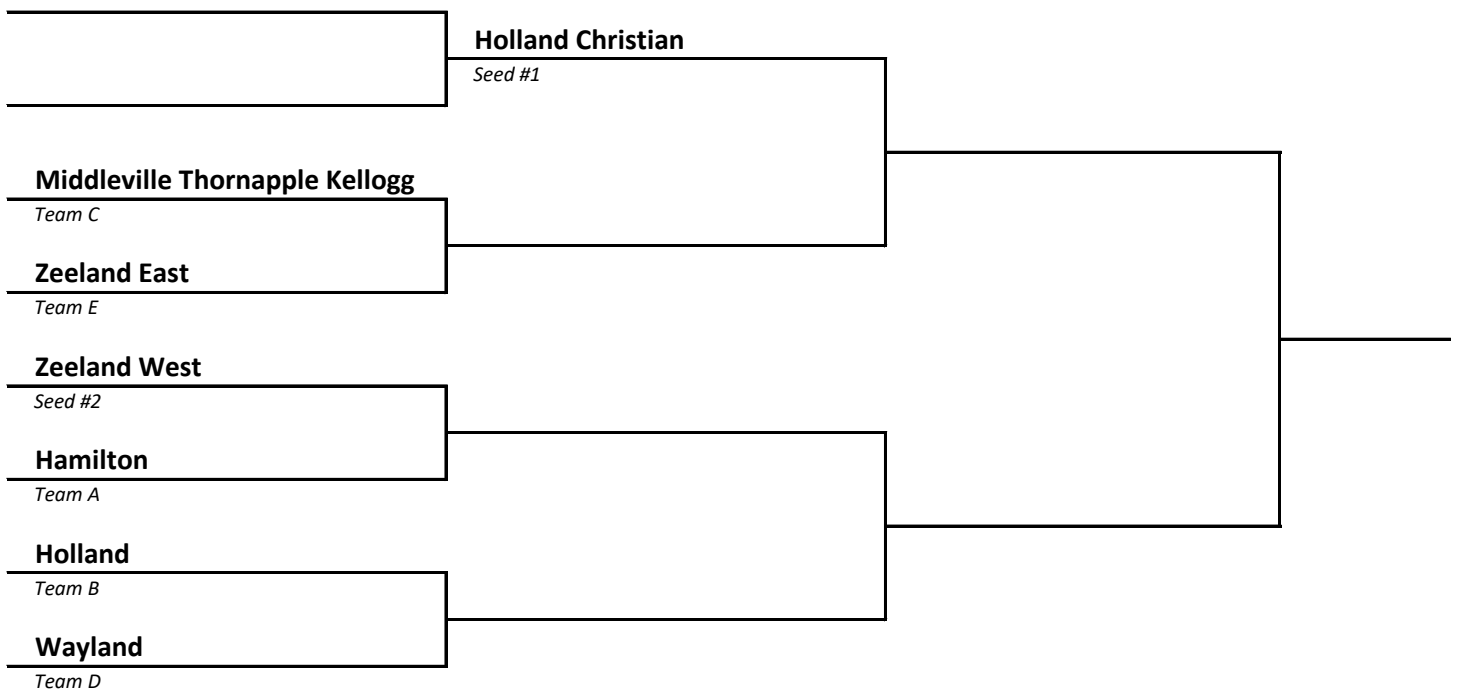 Holland Christian
Seed #1
Middleville Thornapple Kellogg
Team C
Zeeland East
Team E
Zeeland West
Seed #2
Hamilton
Team A
Holland
Team B
Wayland
Team D